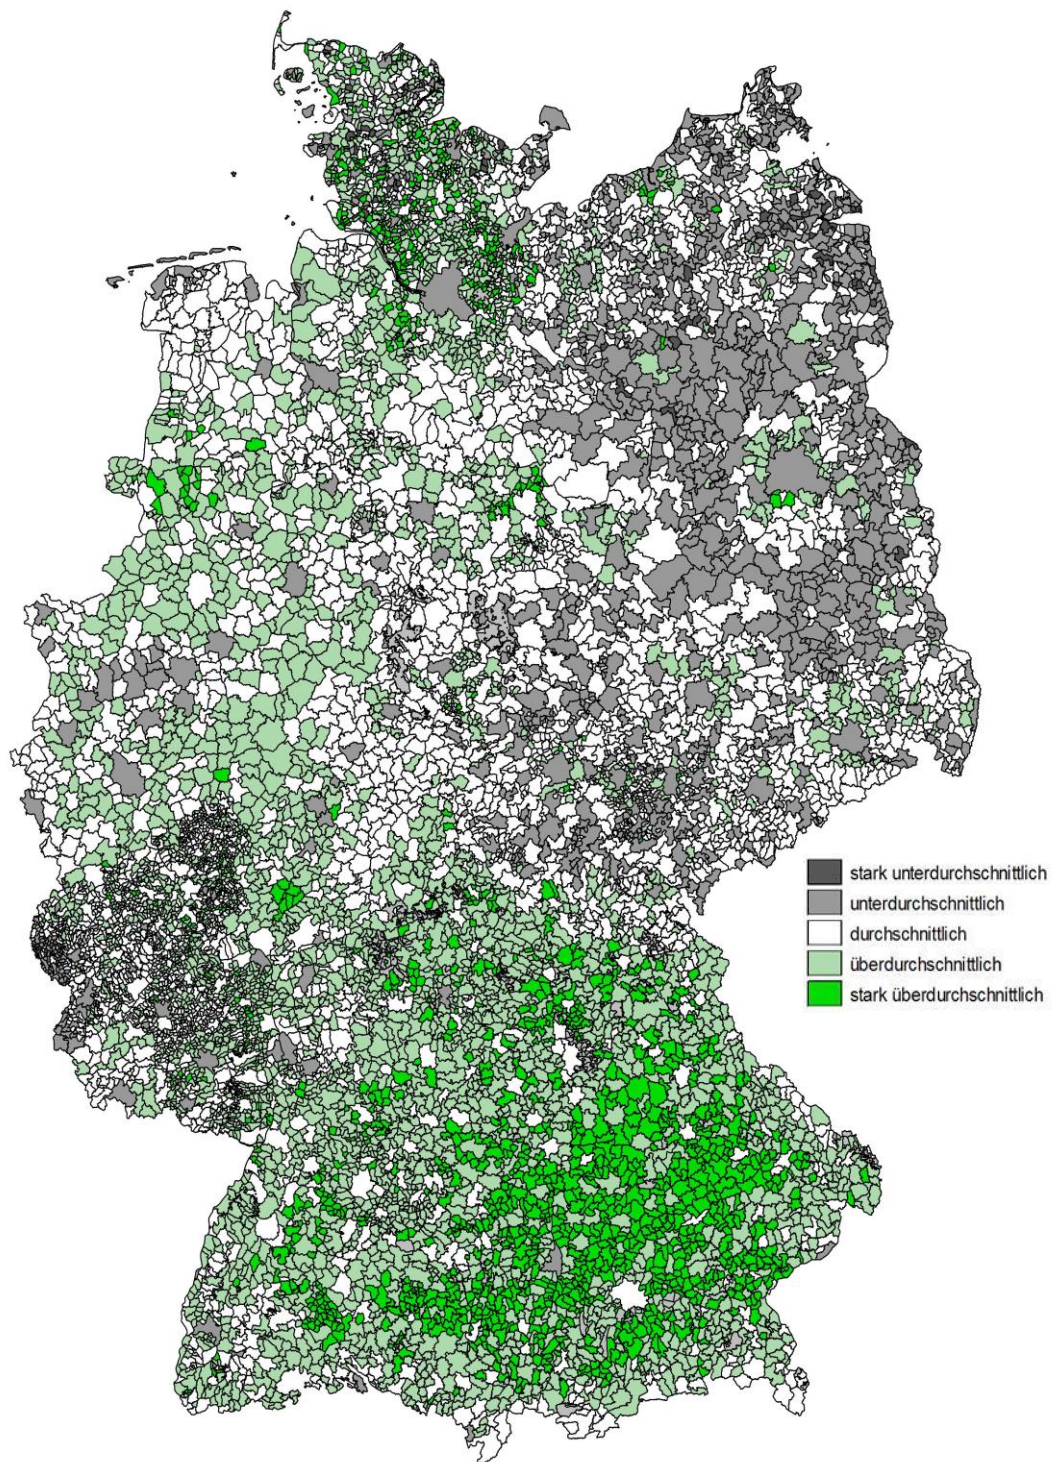 stark unterdurchschnittlich
unterdurchschnittlich
durchschnittlich
überdurchschnittlich
stark überdurchschnittlich